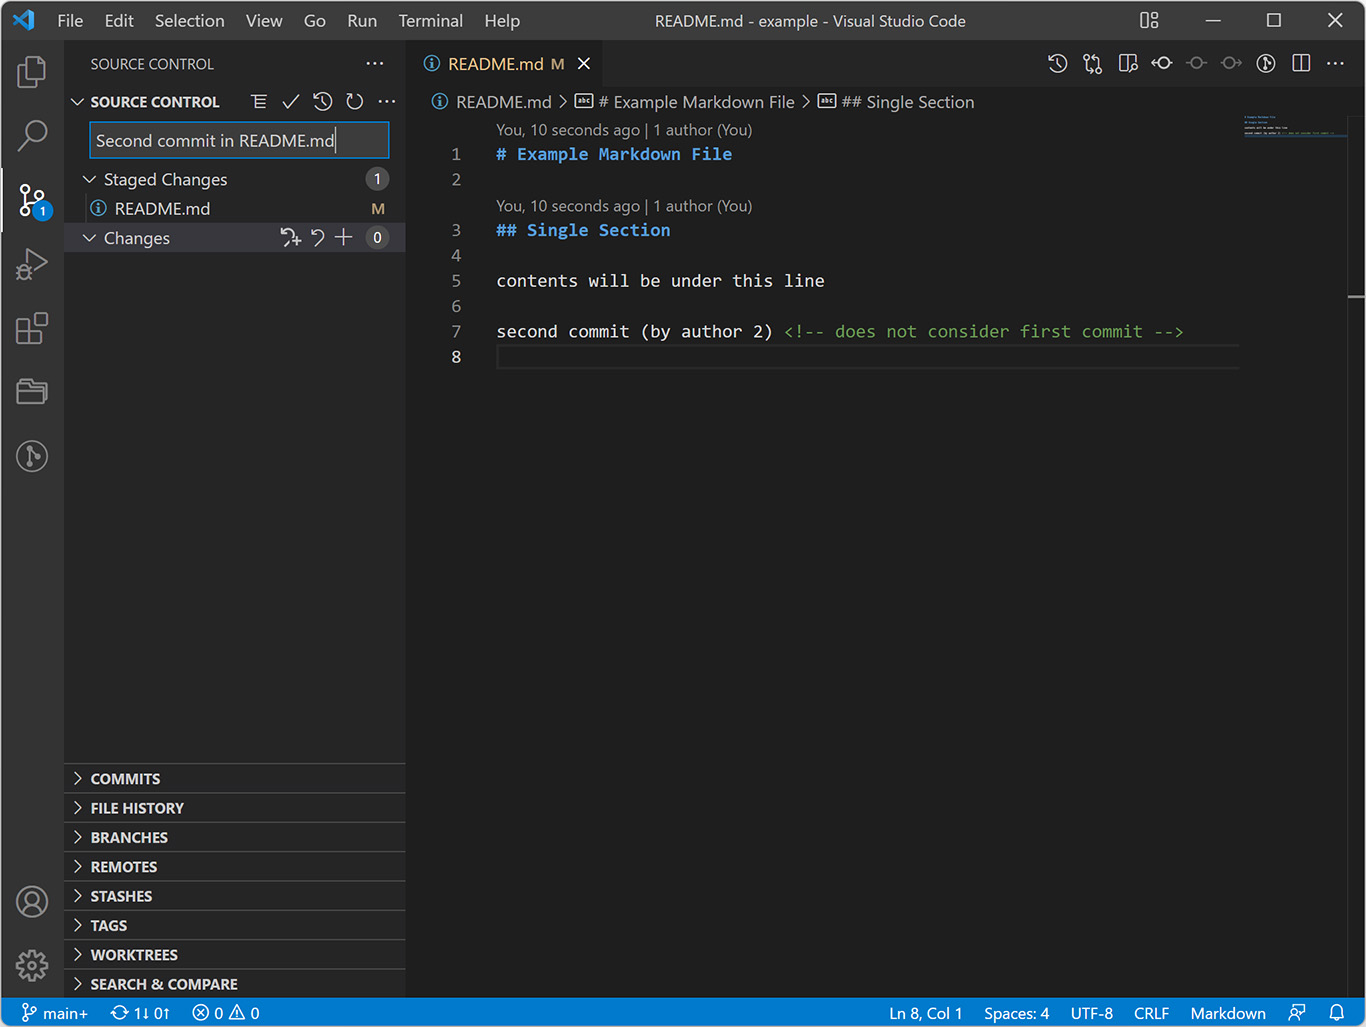 File Edit Selection View Go Run Terminal Help README.md - example - Visual Studio Code
SOURCE CONTROL
SOURCE CONTROL
Second commit in README.md
Staged Changes 1
README.md M
Changes 0
COMMITS
FILE HISTORY
BRANCHES
REMOTES
STASHES
TAGS
WORKTREES
SEARCH & COMPARE
1
README.md M
README.md > # Example Markdown File > ## Single Section
You, 10 seconds ago | 1 author (You)
1 # Example Markdown File
2
You, 10 seconds ago | 1 author (You)
3 ## Single Section
4
5 contents will be under this line
6
7 second commit (by author 2) <!-- does not consider first commit -->
8
main+ 1↓ 0↑ 0 0 Ln 8, Col 1 Spaces: 4 UTF-8 CRLF Markdown